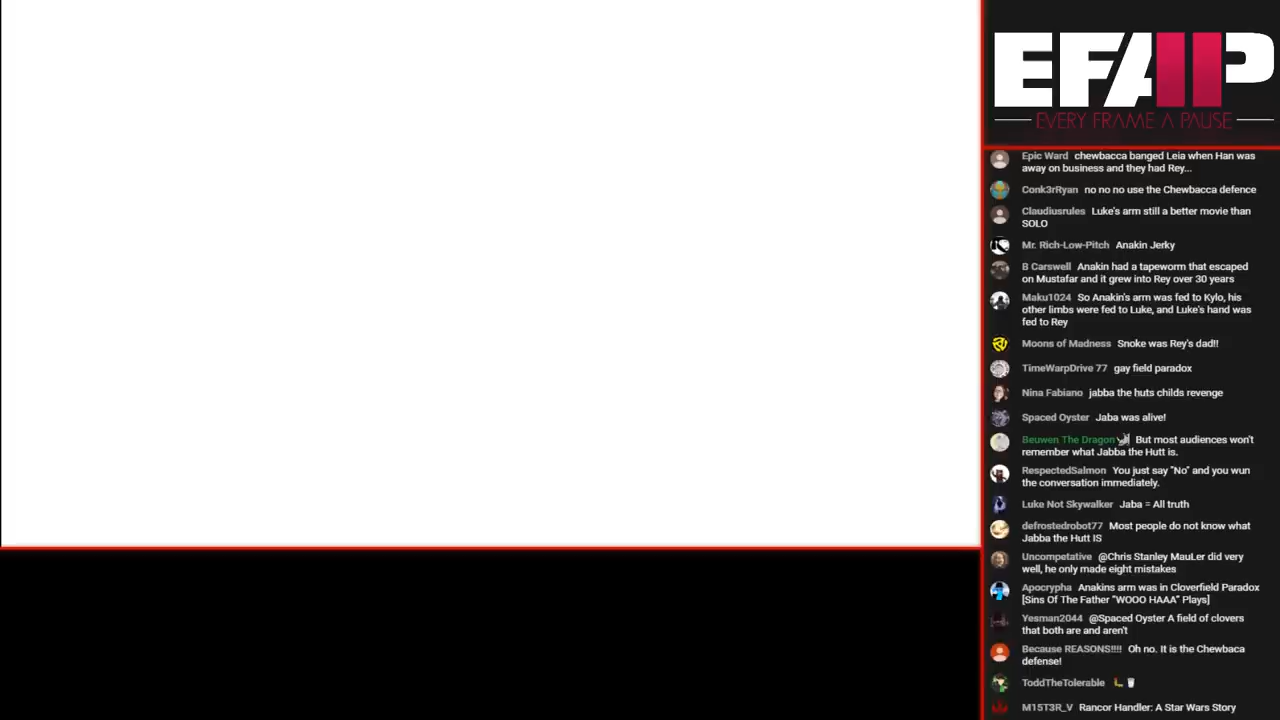 EFAP
EVERY FRAME A PAUSE
Epic Ward chewbacca banged Leia when Han was
away on business and they had Rey...
Conk3rRyan no no no use the Chewbacca defence
Claudiusrules Luke's arm still a better movie than
SOLO
Mr. Rich-Low-Pitch Anakin Jerky
B Carswell Anakin had a tapeworm that escaped
on Mustafar and it grew into Rey over 30 years
Maku1024 So Anakin's arm was fed to Kylo, his
other limbs were fed to Luke, and Luke's hand was
fed to Rey
Moons of Madness Snoke was Rey's dad!!
TimeWarpDrive 77 gay field paradox
Nina Fabiano jabba the huts childs revenge
Spaced Oyster Jaba was alive!
Beuwen The Dragon But most audiences won't
remember what Jabba the Hutt is.
RespectedSalmon You just say "No" and you wun
the conversation immediately.
Luke Not Skywalker Jaba = All truth
defrostedrobot77 Most people do not know what
Jabba the Hutt IS
Uncompetative @Chris Stanley MauLer did very
well, he only made eight mistakes
Apocrypha Anakins arm was in Cloverfield Paradox
[Sins Of The Father "WOOO HAAA" Plays]
Yesman2044 @Spaced Oyster A field of clovers
that both are and aren't
Because REASONS!!!! Oh no. It is the Chewbaca
defense!
ToddTheTolerable
M15T3R_V Rancor Handler: A Star Wars Story